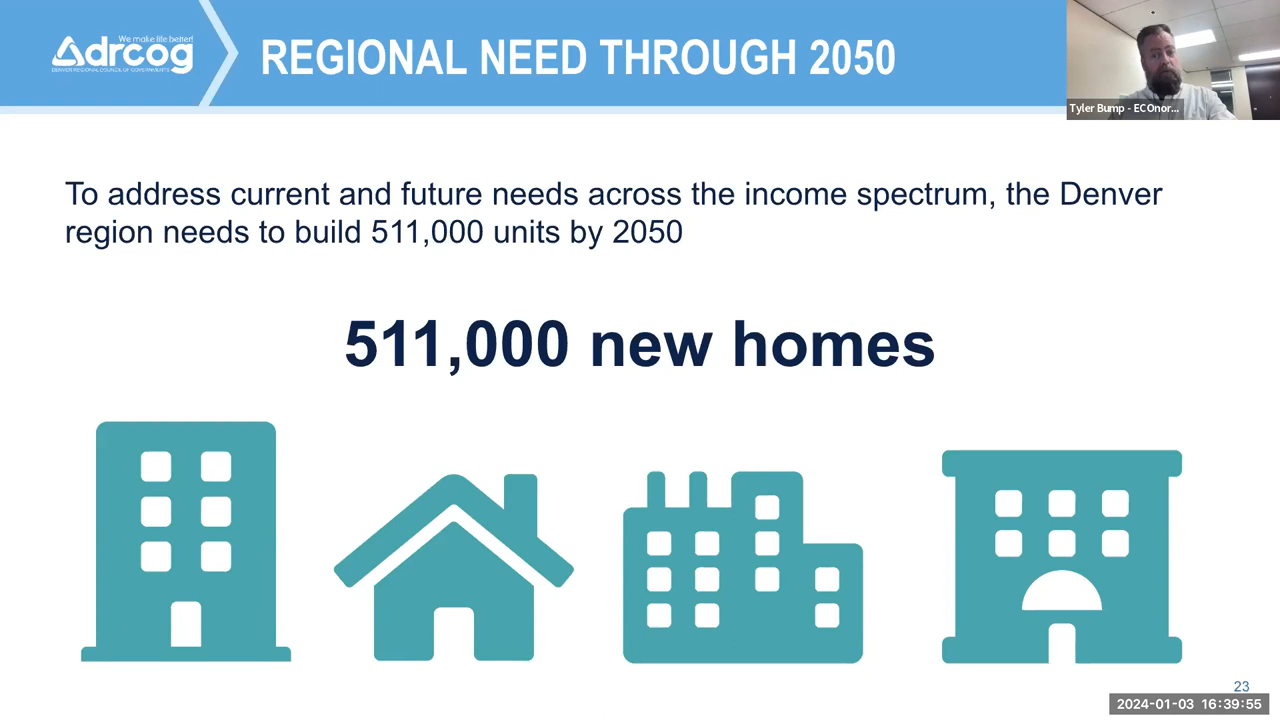 We make life better!
drcog
DENVER REGIONAL COUNCIL OF GOVERNMENTS
REGIONAL NEED THROUGH 2050
Tyler Bump - ECOnor...
To address current and future needs across the income spectrum, the Denver
region needs to build 511,000 units by 2050
511,000 new homes
23
2024-01-03 16:39:55